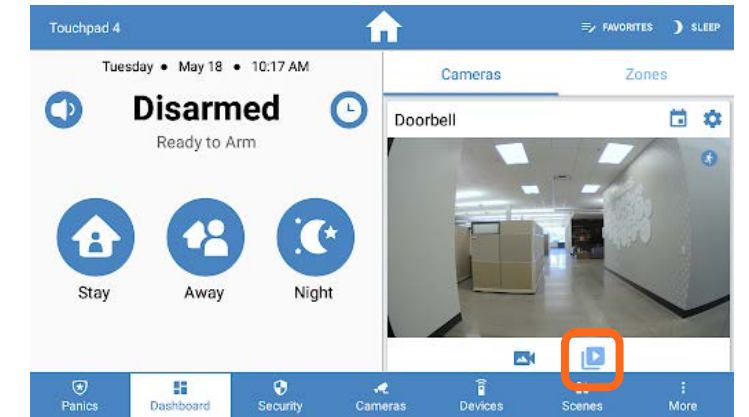 Touchpad 4
FAVORITES
SLEEP
Tuesday • May 18 • 10:17 AM
Disarmed
Ready to Arm
Stay
Away
Night
Cameras
Zones
Doorbell
Panics
Dashboard
Security
Cameras
Devices
Scenes
More